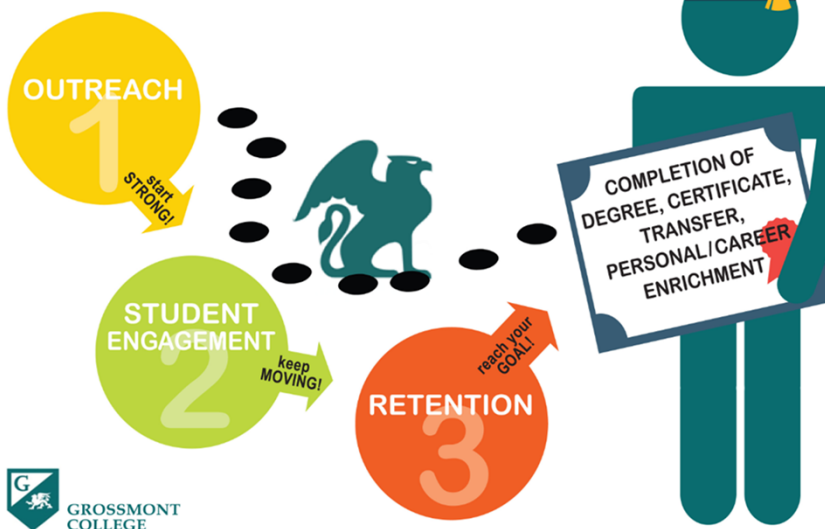 OUTREACH
1
start
STRONG!
STUDENT
ENGAGEMENT
2
keep
MOVING!
RETENTION
3
reach your
GOAL!
COMPLETION OF
DEGREE, CERTIFICATE,
TRANSFER,
PERSONAL/CAREER
ENRICHMENT
G
GROSSMONT
COLLEGE